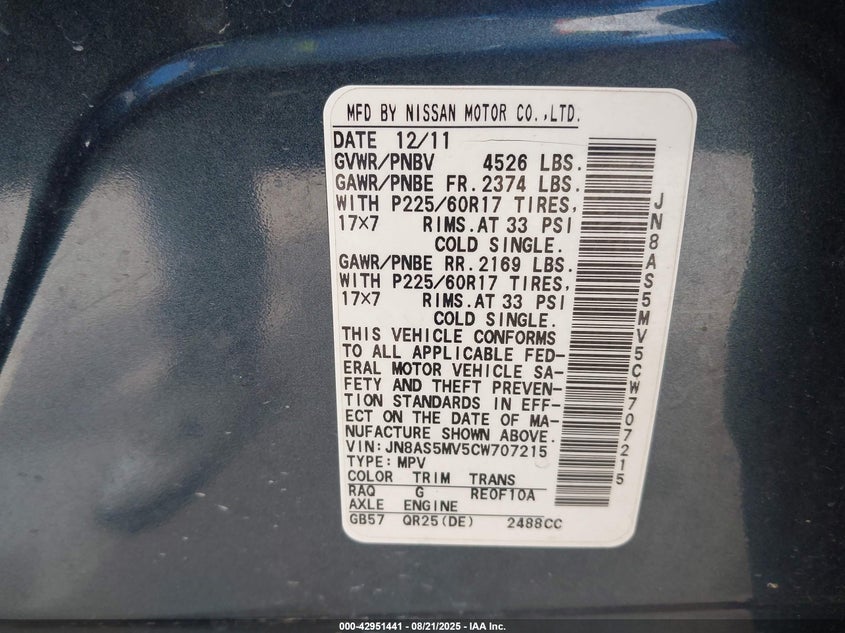 MFD BY NISSAN MOTOR CO.,LTD.
DATE 12/11
GVWR/PNBV 4526 LBS.
GAWR/PNBE FR. 2374 LBS.
WITH P225/60R17 TIRES,
17×7 RIMS. AT 33 PSI
COLD SINGLE.
GAWR/PNBE RR. 2169 LBS.
WITH P225/60R17 TIRES,
17×7 RIMS. AT 33 PSI
COLD SINGLE.
THIS VEHICLE CONFORMS
TO ALL APPLICABLE FED-
ERAL MOTOR VEHICLE SA-
FETY AND THEFT PREVEN-
TION STANDARDS IN EFF-
ECT ON THE DATE OF MA-
NUFACTURE SHOWN ABOVE.
VIN: JN8AS5MV5CW707215
TYPE: MPV
COLOR TRIM TRANS
RAQ G RE0F10A
AXLE ENGINE
GB57 QR25(DE) 2488CC
JN8AS5MV5CW707215
000-42951441 - 08/21/2025 - IAA Inc.